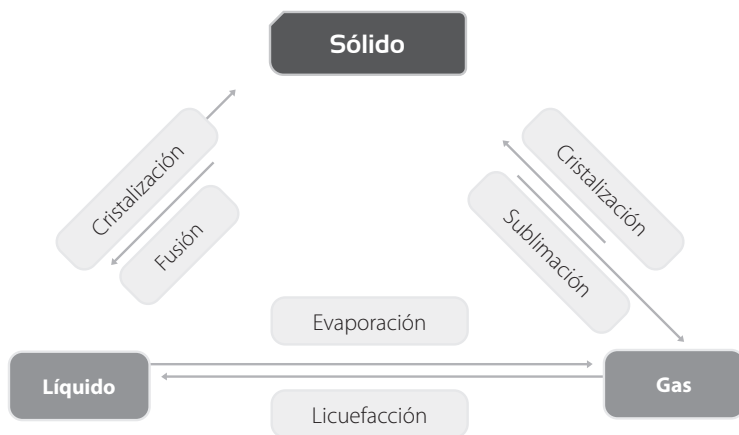 Sólido
Cristalización
Cristalización
Fusión
Sublimación
Evaporación
Líquido
Gas
Licuefacción